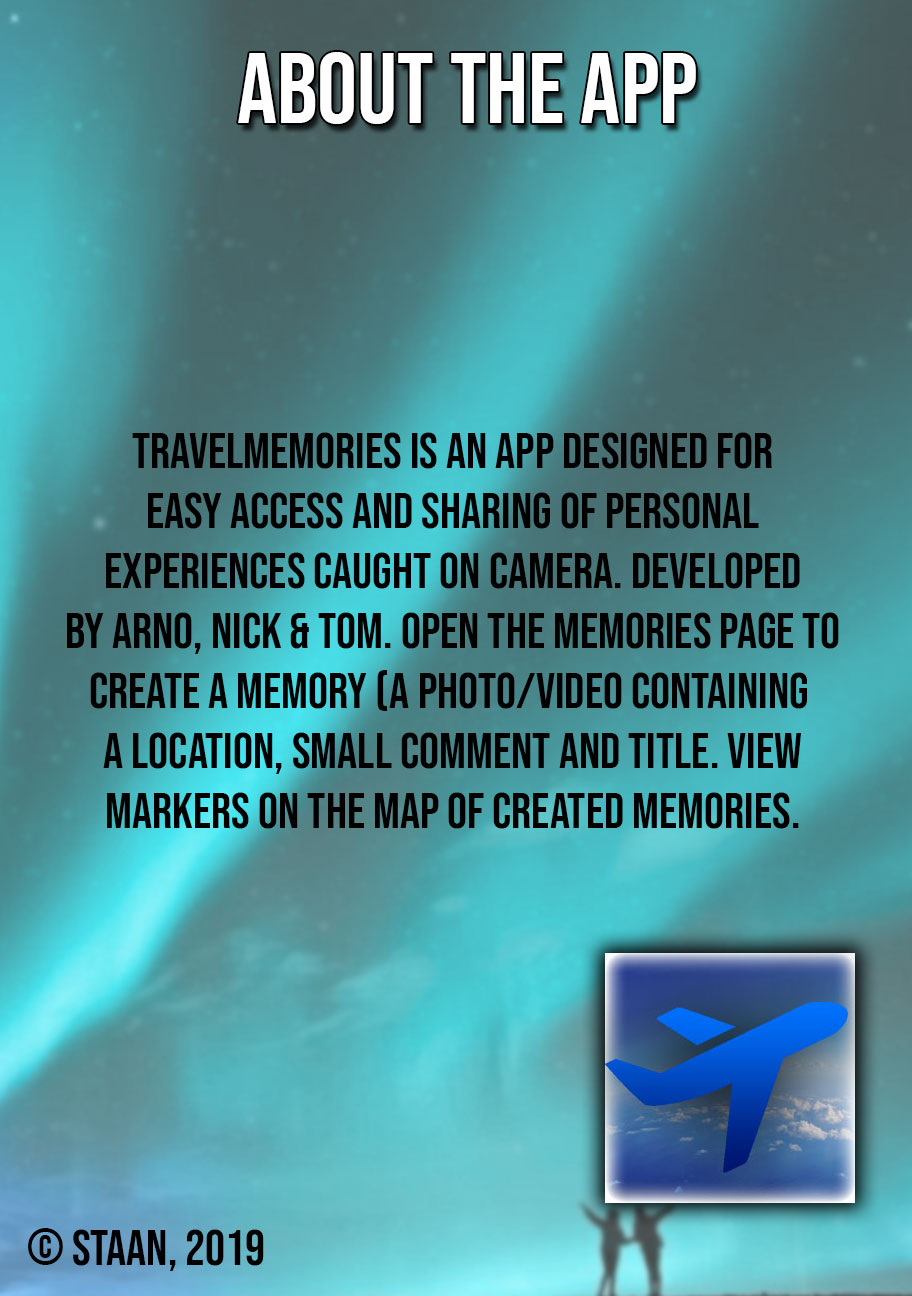 ABOUT THE APP
TRAVELMEMORIES IS AN APP DESIGNED FOR
EASY ACCESS AND SHARING OF PERSONAL
EXPERIENCES CAUGHT ON CAMERA. DEVELOPED
BY ARNO, NICK & TOM. OPEN THE MEMORIES PAGE TO
CREATE A MEMORY (A PHOTO/VIDEO CONTAINING
A LOCATION, SMALL COMMENT AND TITLE. VIEW
MARKERS ON THE MAP OF CREATED MEMORIES.
© STAAN, 2019